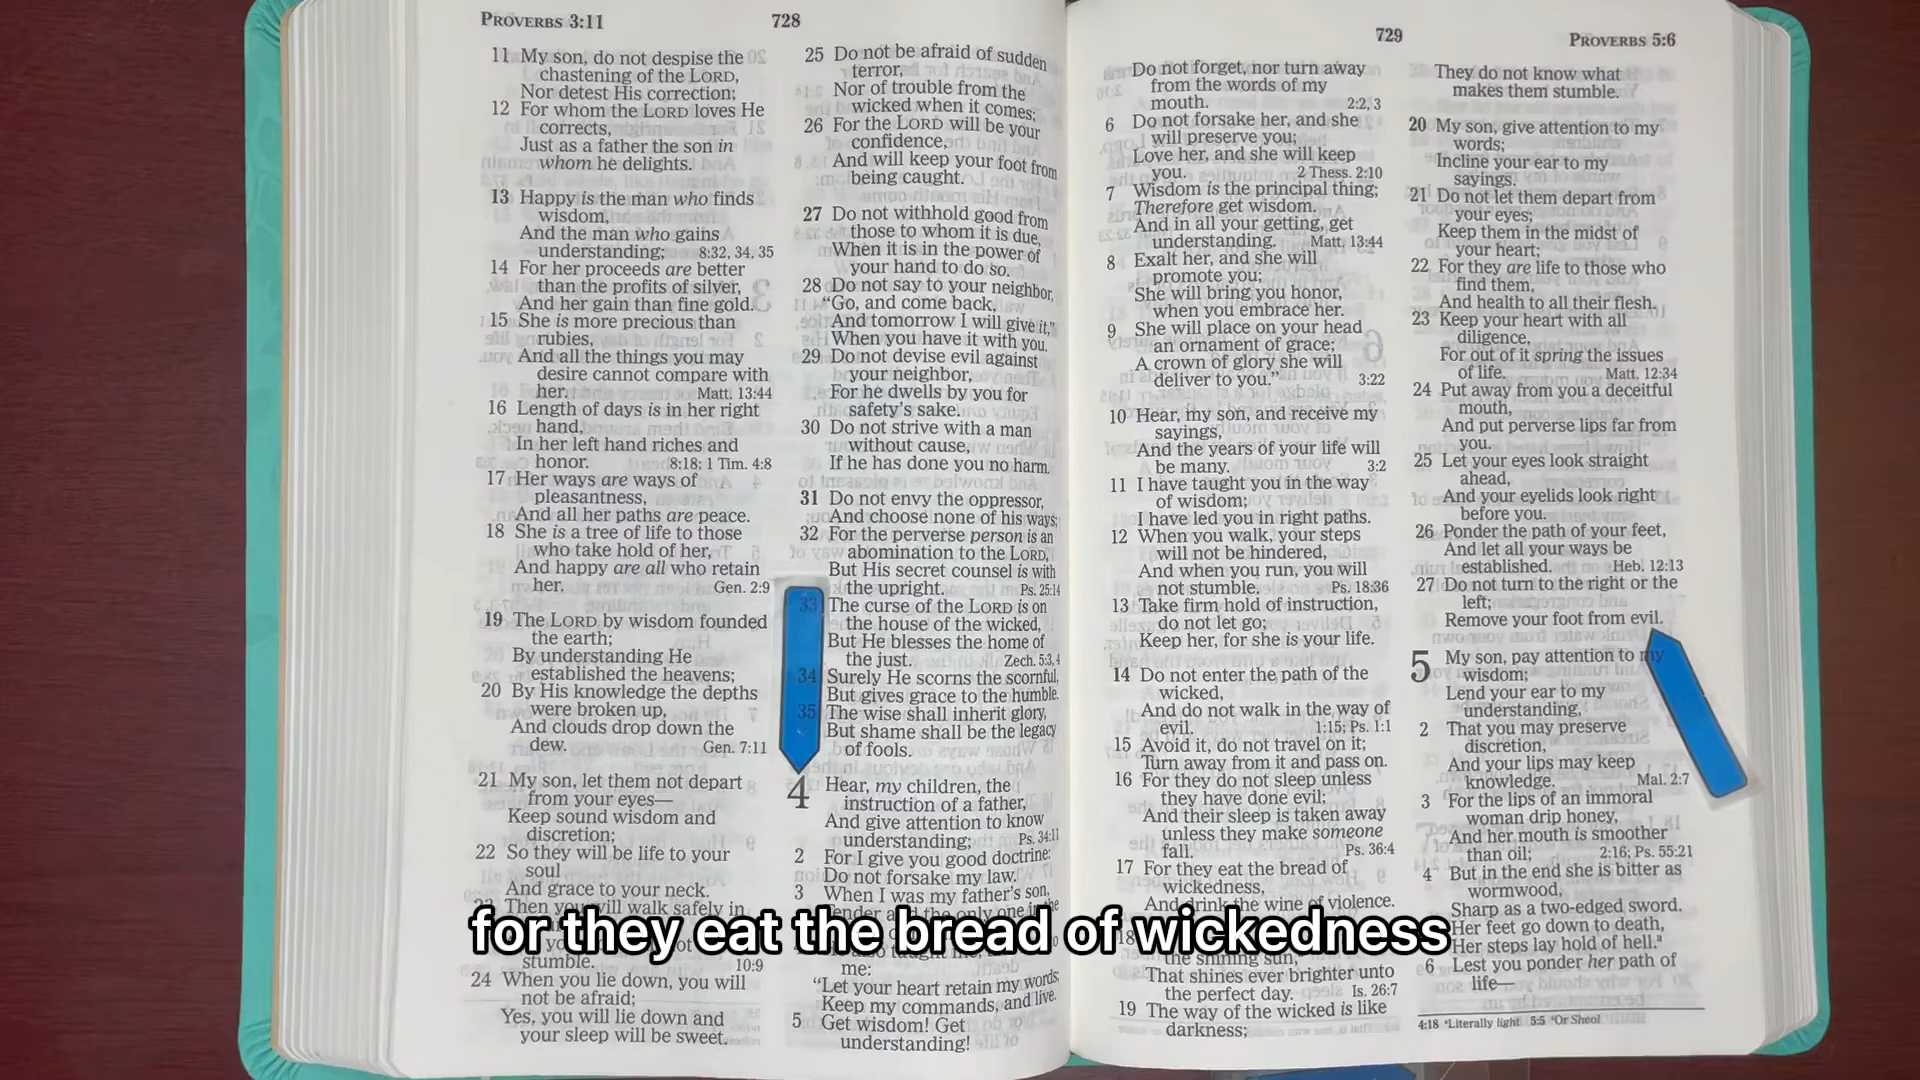 PROVERBS 3:11
728
11 My son, do not despise the
chastening of the LORD,
Nor detest His correction;
12 For whom the LORD loves He
corrects,
Just as a father the son in
whom he delights.
13 Happy is the man who finds
wisdom,
And the man who gains
understanding; 8:32, 34, 35
14 For her proceeds are better
than the profits of silver,
And her gain than fine gold.
15 She is more precious than
rubies,
And all the things you may
desire cannot compare with
her. Matt. 13:44
16 Length of days is in her right
hand,
In her left hand riches and
honor. 8:18; 1 Tim. 4:8
17 Her ways are ways of
pleasantness,
And all her paths are peace.
18 She is a tree of life to those
who take hold of her,
And happy are all who retain
her. Gen. 2:9
19 The LORD by wisdom founded
the earth;
By understanding He
established the heavens;
20 By His knowledge the depths
were broken up,
And clouds drop down the
dew. Gen. 7:11
21 My son, let them not depart
from your eyes—
Keep sound wisdom and
discretion;
22 So they will be life to your
soul
And grace to your neck.
23 Then you will walk safely in
stumble. 10:9
24 When you lie down, you will
not be afraid;
Yes, you will lie down and
your sleep will be sweet.
25 Do not be afraid of sudden
terror,
Nor of trouble from the
wicked when it comes;
26 For the LORD will be your
confidence,
And will keep your foot from
being caught.
27 Do not withhold good from
those to whom it is due,
When it is in the power of
your hand to do so.
28 Do not say to your neighbor,
“Go, and come back,
And tomorrow I will give it,”
When you have it with you.
29 Do not devise evil against
your neighbor,
For he dwells by you for
safety’s sake.
30 Do not strive with a man
without cause,
If he has done you no harm.
31 Do not envy the oppressor,
And choose none of his ways;
32 For the perverse person is an
abomination to the LORD,
But His secret counsel is with
the upright. Ps. 25:14
33 The curse of the LORD is on
the house of the wicked,
But He blesses the home of
the just. Zech. 5:3, 4
34 Surely He scorns the scornful,
But gives grace to the humble.
35 The wise shall inherit glory,
But shame shall be the legacy
of fools.
4 Hear, my children, the
instruction of a father,
And give attention to know
understanding; Ps. 34:11
2 For I give you good doctrine:
Do not forsake my law.
3 When I was my father’s son,
Tender and the only one in the
me:
“Let your heart retain my words;
Keep my commands, and live.
5 Get wisdom! Get
understanding!
729
PROVERBS 5:6
Do not forget, nor turn away
from the words of my
mouth. 2:2, 3
6 Do not forsake her, and she
will preserve you;
Love her, and she will keep
you. 2 Thess. 2:10
7 Wisdom is the principal thing;
Therefore get wisdom.
And in all your getting, get
understanding. Matt. 13:44
8 Exalt her, and she will
promote you;
She will bring you honor,
when you embrace her.
9 She will place on your head
an ornament of grace;
A crown of glory she will
deliver to you.” 3:22
10 Hear, my son, and receive my
sayings,
And the years of your life will
be many. 3:2
11 I have taught you in the way
of wisdom;
I have led you in right paths.
12 When you walk, your steps
will not be hindered,
And when you run, you will
not stumble. Ps. 18:36
13 Take firm hold of instruction,
do not let go;
Keep her, for she is your life.
14 Do not enter the path of the
wicked,
And do not walk in the way of
evil. 1:15; Ps. 1:1
15 Avoid it, do not travel on it;
Turn away from it and pass on.
16 For they do not sleep unless
they have done evil;
And their sleep is taken away
unless they make someone
fall. Ps. 36:4
17 For they eat the bread of
wickedness,
And drink the wine of violence.
18
the shining sun,
That shines ever brighter unto
the perfect day. Is. 26:7
19 The way of the wicked is like
darkness;
They do not know what
makes them stumble.
20 My son, give attention to my
words;
Incline your ear to my
sayings.
21 Do not let them depart from
your eyes;
Keep them in the midst of
your heart;
22 For they are life to those who
find them,
And health to all their flesh.
23 Keep your heart with all
diligence,
For out of it spring the issues
of life. Matt. 12:34
24 Put away from you a deceitful
mouth,
And put perverse lips far from
you.
25 Let your eyes look straight
ahead,
And your eyelids look right
before you.
26 Ponder the path of your feet,
And let all your ways be
established. Heb. 12:13
27 Do not turn to the right or the
left;
Remove your foot from evil.
5 My son, pay attention to my
wisdom;
Lend your ear to my
understanding,
2 That you may preserve
discretion,
And your lips may keep
knowledge. Mal. 2:7
3 For the lips of an immoral
woman drip honey,
And her mouth is smoother
than oil; 2:16; Ps. 55:21
4 But in the end she is bitter as
wormwood,
Sharp as a two-edged sword.
Her feet go down to death,
Her steps lay hold of hell.ª
6 Lest you ponder her path of
life—
4:18 ªLiterally light 5:5 ªOr Sheol
for they eat the bread of wickedness